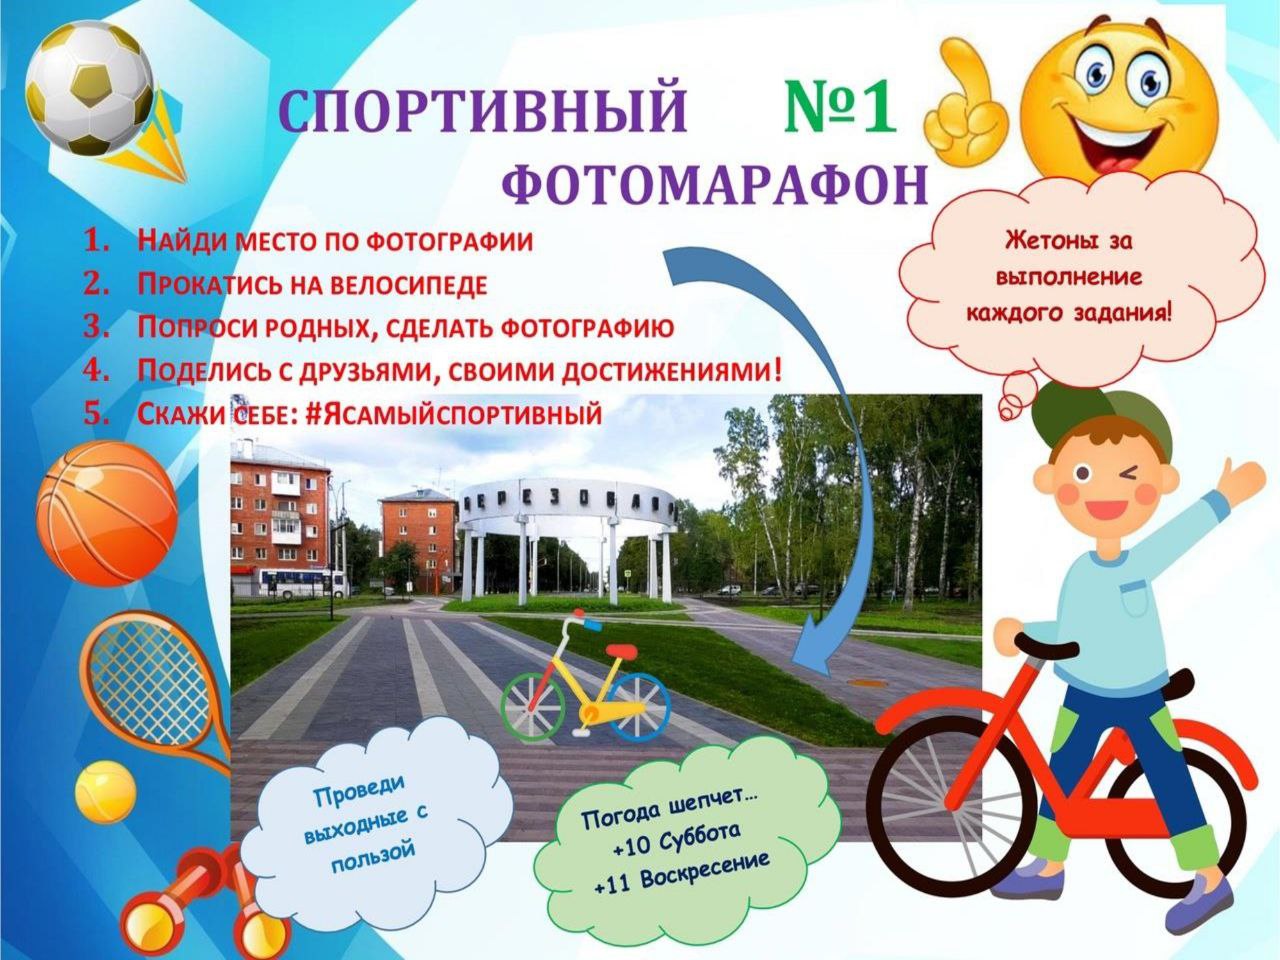 СПОРТИВНЫЙ №1
ФОТОМАРАФОН
1. НАЙДИ МЕСТО ПО ФОТОГРАФИИ
2. ПРОКАТИСЬ НА ВЕЛОСИПЕДЕ
3. ПОПРОСИ РОДНЫХ, СДЕЛАТЬ ФОТОГРАФИЮ
4. ПОДЕЛИСЬ С ДРУЗЬЯМИ, СВОИМИ ДОСТИЖЕНИЯМИ!
5. СКАЖИ СЕБЕ: #ЯСАМЫЙСПОРТИВНЫЙ
Жетоны за
выполнение
каждого задания!
Проведи
выходные с
пользой
Погода шепчет...
+10 Суббота
+11 Воскресение